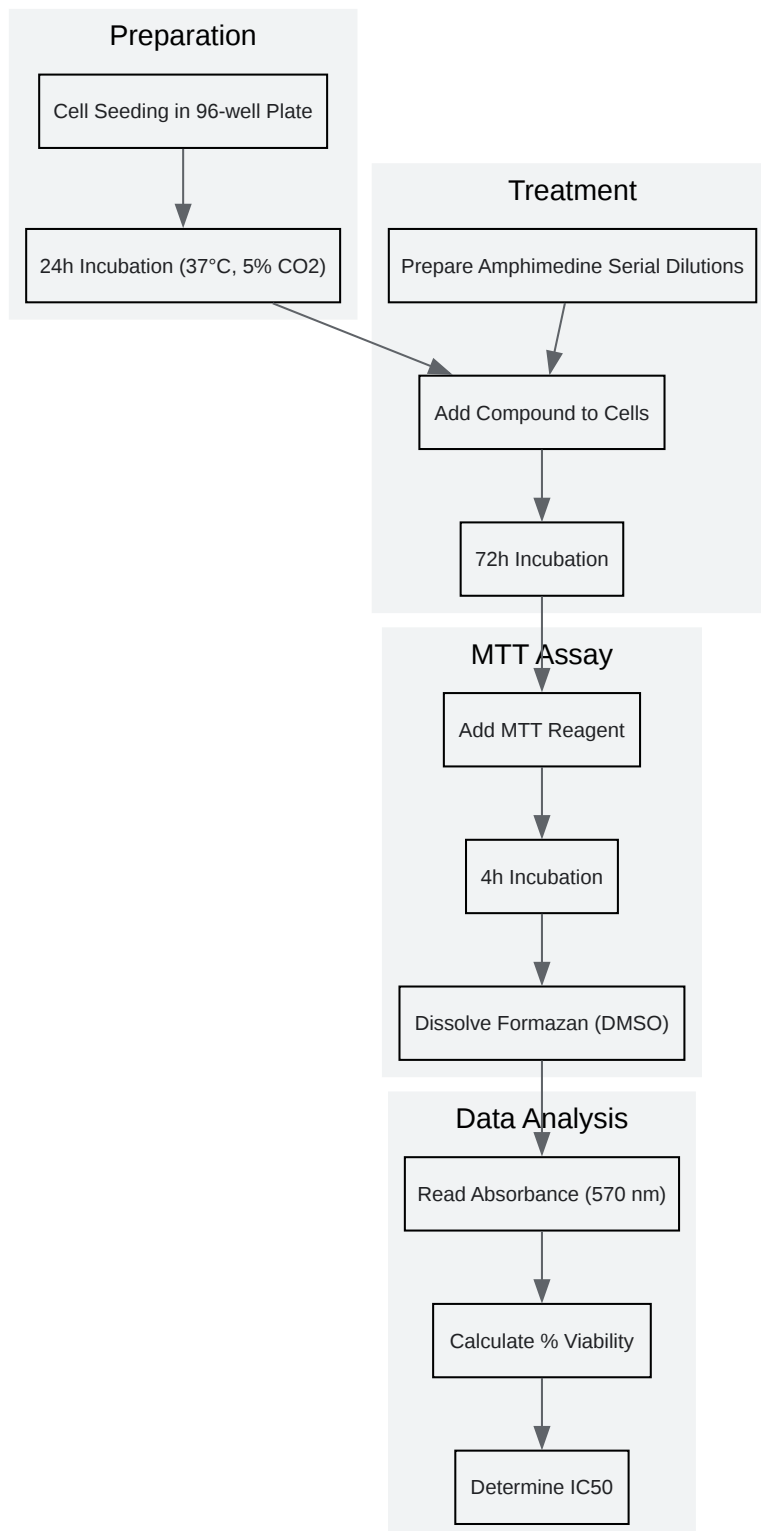 Preparation
Cell Seeding in 96-well Plate
24h Incubation (37°C, 5% CO2)
Treatment
Prepare Amphimedine Serial Dilutions
Add Compound to Cells
72h Incubation
MTT Assay
Add MTT Reagent
4h Incubation
Dissolve Formazan (DMSO)
Data Analysis
Read Absorbance (570 nm)
Calculate % Viability
Determine IC50